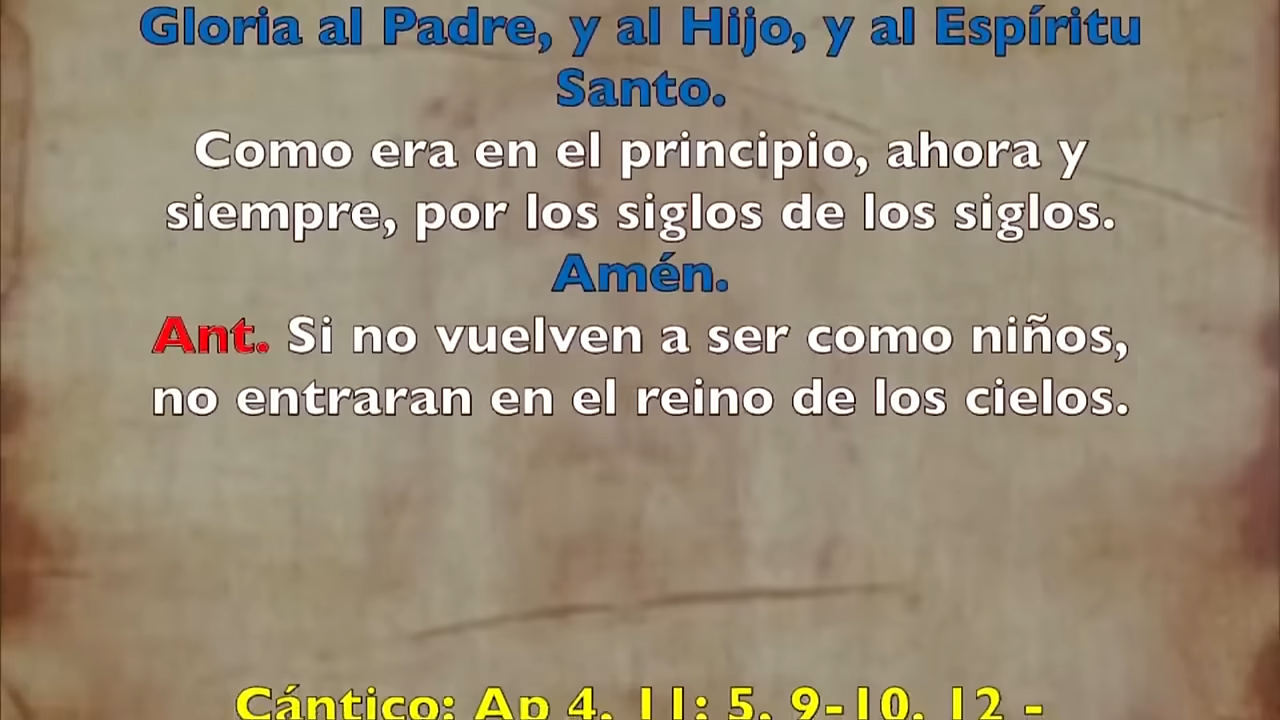 Gloria al Padre, y al Hijo, y al Espíritu
Santo.
Como era en el principio, ahora y
siempre, por los siglos de los siglos.
Amén.
Ant. Si no vuelven a ser como niños,
no entraran en el reino de los cielos.
Cántico: Ap 4, 11; 5, 9-10. 12 -